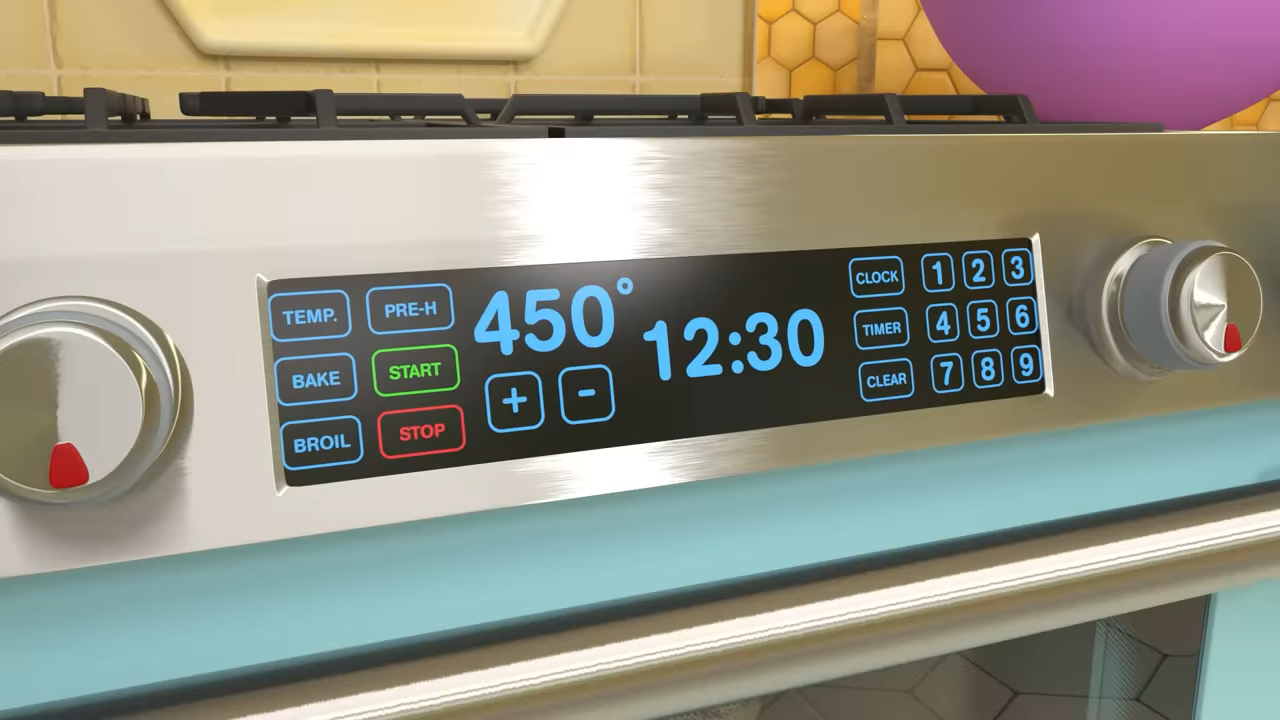 TEMP. PRE-H
BAKE START
BROIL STOP
450°
+ -
12:30
CLOCK 1 2 3
TIMER 4 5 6
CLEAR 7 8 9